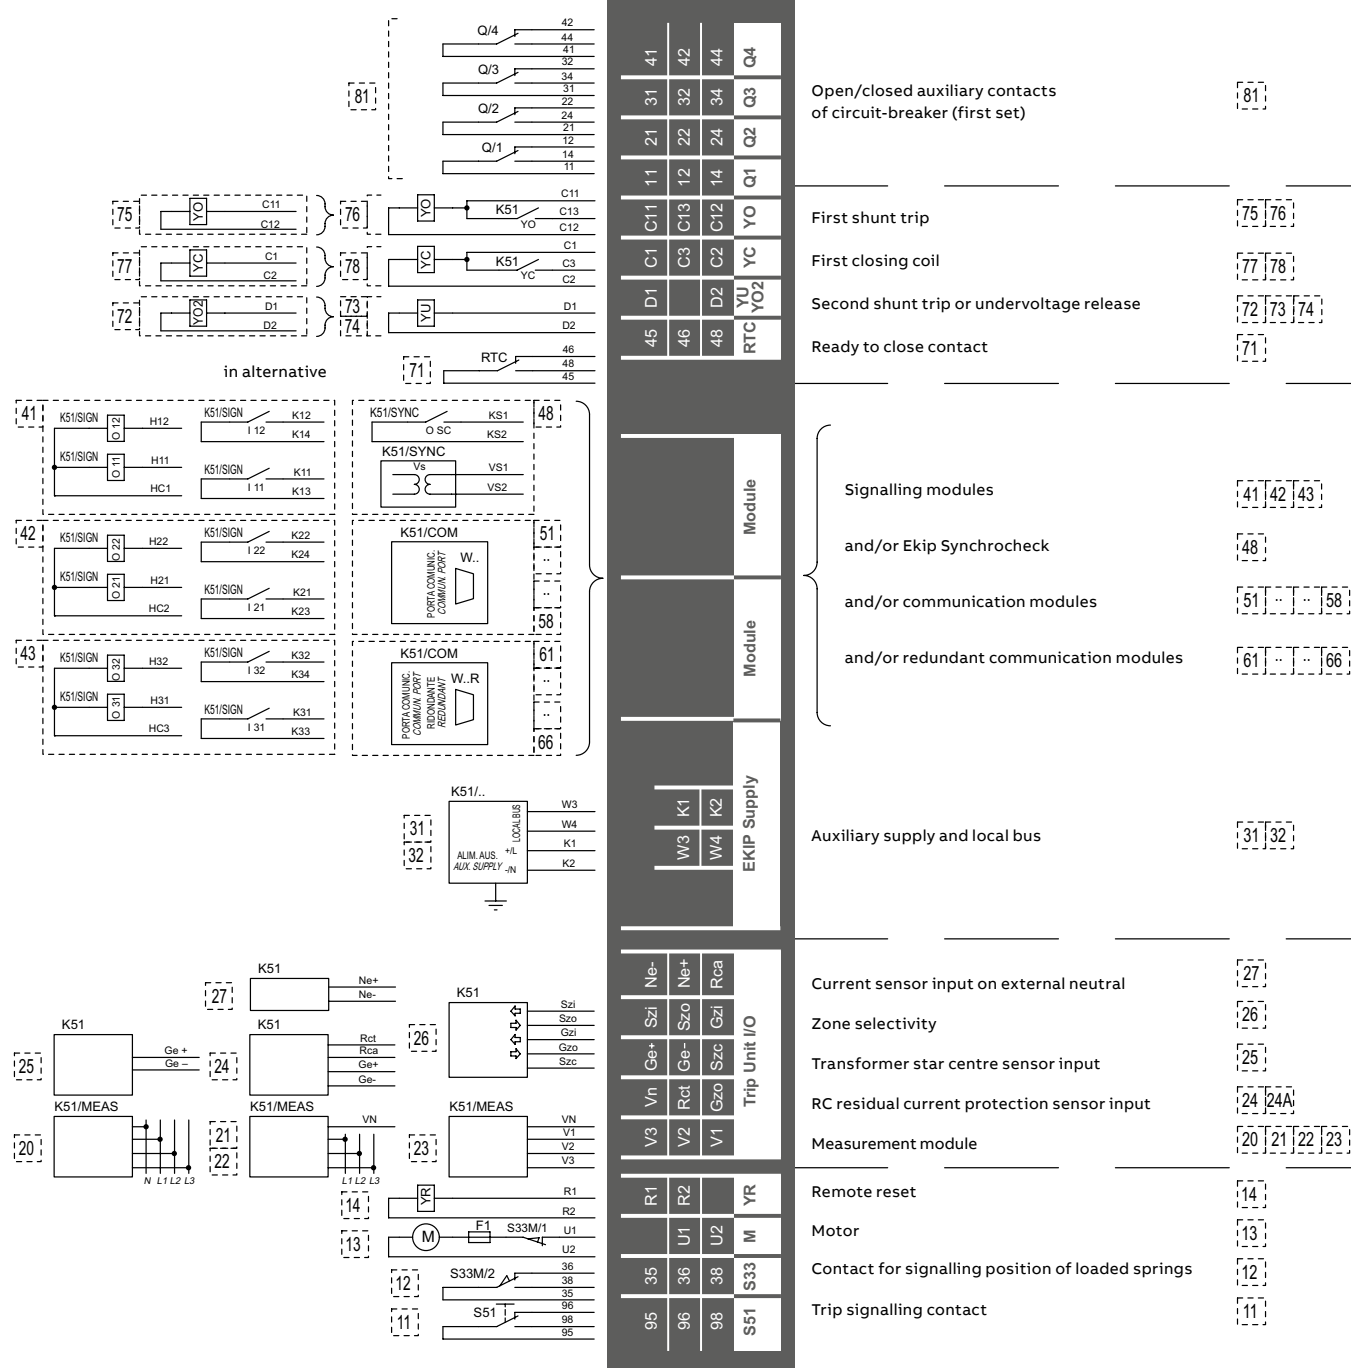 Q/4
42
44
41
Q/3
32
34
31
Q/2
22
24
21
Q/1
12
14
11
81
75
YO
C11
C12
76
YO
K51
YO
C11
C13
C12
77
YC
C1
C2
78
YC
K51
YC
C1
C3
C2
72
YO2
D1
D2
73
74
YU
D1
D2
in alternative
71
RTC
46
48
45
41
K51/SIGN
O 12
H12
K51/SIGN
I 12
K12
K14
K51/SIGN
O 11
H11
HC1
K51/SIGN
I 11
K11
K13
K51/SYNC
O SC
KS1
KS2
48
K51/SYNC
Vs
VS1
VS2
42
K51/SIGN
O 22
H22
K51/SIGN
I 22
K22
K24
K51/SIGN
O 21
H21
HC2
K51/SIGN
I 21
K21
K23
K51/COM
PORTA COMUNIC.
COMMUN. PORT
W..
51
..
..
58
43
K51/SIGN
O 32
H32
K51/SIGN
I 32
K32
K34
K51/SIGN
O 31
H31
HC3
K51/SIGN
I 31
K31
K33
K51/COM
PORTA COMUNIC.
COMMUN. PORT
RIDONDANTE
REDUNDANT
W..R
61
..
..
66
31
32
K51/..
LOCAL BUS
ALIM. AUS.
AUX. SUPPLY
+/L
-/N
W3
W4
K1
K2
27
K51
Ne+
Ne-
25
K51
Ge +
Ge –
24
K51
Rct
Rca
Ge+
Ge-
26
K51
Szi
Szo
Gzi
Gzo
Szc
20
K51/MEAS
N L1 L2 L3
21
22
K51/MEAS
VN
L1 L2 L3
23
K51/MEAS
VN
V1
V2
V3
14
YR
R1
R2
13
M
F1
S33M/1
U1
U2
12
S33M/2
36
38
35
11
S51
96
98
95
41 42 44 Q4
31 32 34 Q3
21 22 24 Q2
11 12 14 Q1
C11 C13 C12 YO
C1 C3 C2 YC
D1 D2 YU YO2
45 46 48 RTC
Module
Module
K1 K2
W3 W4
EKIP Supply
Ne- Ne+ Rca
Szi Szo Gzi
Ge+ Ge- Szc
Vn Rct Gzo
V3 V2 V1
Trip Unit I/O
R1 R2 YR
U1 U2 M
35 36 38 S33
95 96 98 S51
Open/closed auxiliary contacts
of circuit-breaker (first set)
81
First shunt trip
75 76
First closing coil
77 78
Second shunt trip or undervoltage release
72 73 74
Ready to close contact
71
Signalling modules
41 42 43
and/or Ekip Synchrocheck
48
and/or communication modules
51 .. .. 58
and/or redundant communication modules
61 .. .. 66
Auxiliary supply and local bus
31 32
Current sensor input on external neutral
27
Zone selectivity
26
Transformer star centre sensor input
25
RC residual current protection sensor input
24 24A
Measurement module
20 21 22 23
Remote reset
14
Motor
13
Contact for signalling position of loaded springs
12
Trip signalling contact
11